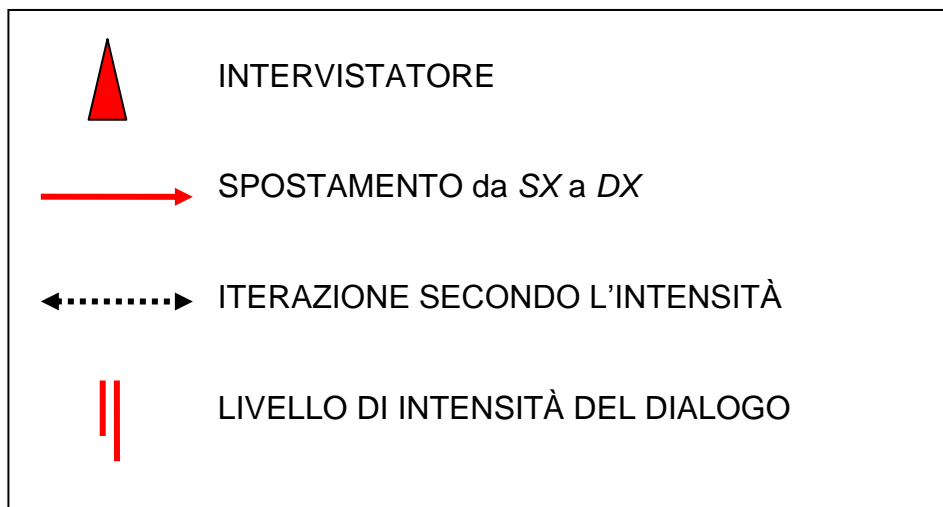 INTERVISTATORE
SPOSTAMENTO da SX a DX
ITERAZIONE SECONDO L’INTENSITÀ
LIVELLO DI INTENSITÀ DEL DIALOGO